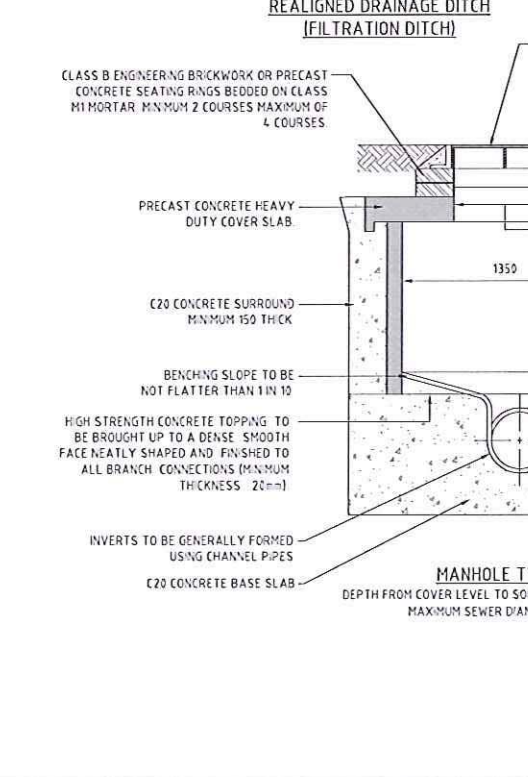 REALIGNED DRAINAGE DITCH
(FILTRATION DITCH)
CLASS B ENGINEERING BRICKWORK OR PRECAST
CONCRETE SEATING RINGS BEDDED ON CLASS
M1 MORTAR MINIMUM 2 COURSES MAXIMUM OF
4 COURSES.
PRECAST CONCRETE HEAVY
DUTY COVER SLAB.
1350
C20 CONCRETE SURROUND
MINIMUM 150 THICK
BENCHING SLOPE TO BE
NOT FLATTER THAN 1 IN 10
HIGH STRENGTH CONCRETE TOPPING TO
BE BROUGHT UP TO A DENSE SMOOTH
FACE NEATLY SHAPED AND FINISHED TO
ALL BRANCH CONNECTIONS (MINIMUM
THICKNESS 20mm)
INVERTS TO BE GENERALLY FORMED
USING CHANNEL PIPES
C20 CONCRETE BASE SLAB
MANHOLE T
DEPTH FROM COVER LEVEL TO SO
MAXIMUM SEWER DIAM